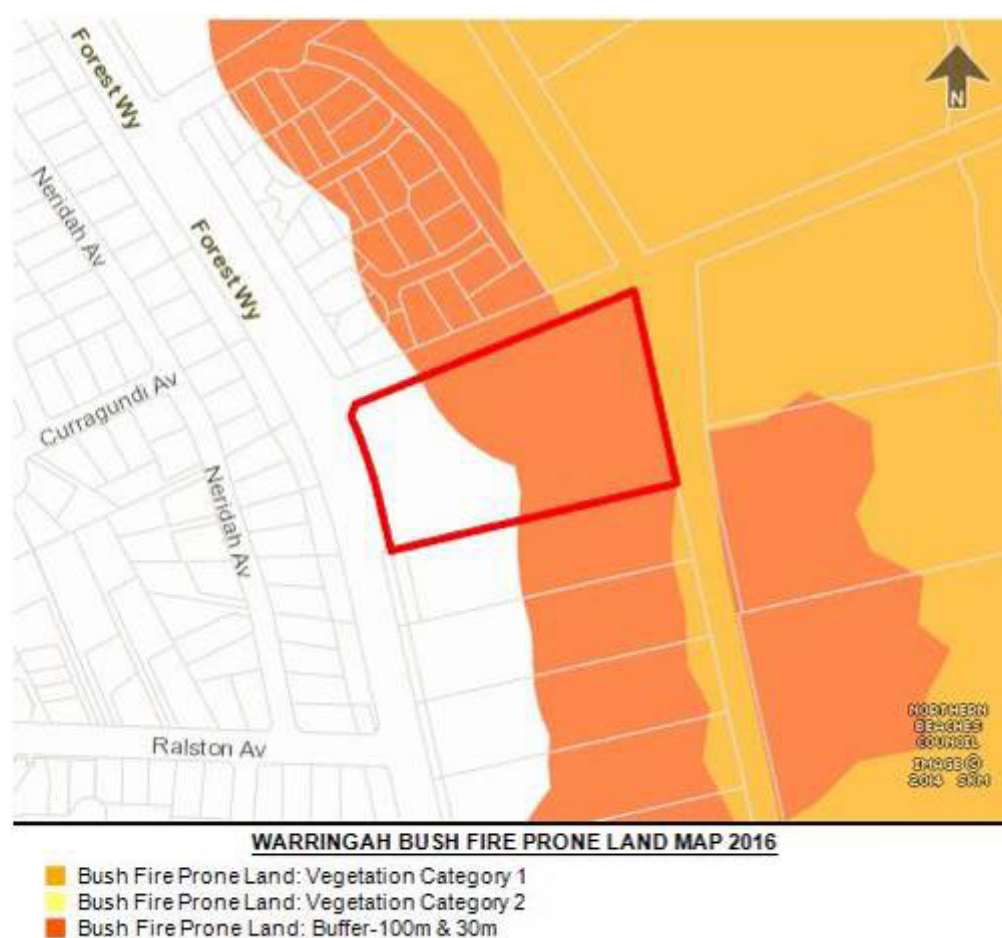 Forest Wy
N
Neridah Av
Forest Wy
Curragundi Av
Neridah Av
Ralston Av
NORTHERN
BEACHES
COUNCIL
IMAGE ©
2014 SKM
WARRINGAH BUSH FIRE PRONE LAND MAP 2016
Bush Fire Prone Land: Vegetation Category 1
Bush Fire Prone Land: Vegetation Category 2
Bush Fire Prone Land: Buffer-100m & 30m